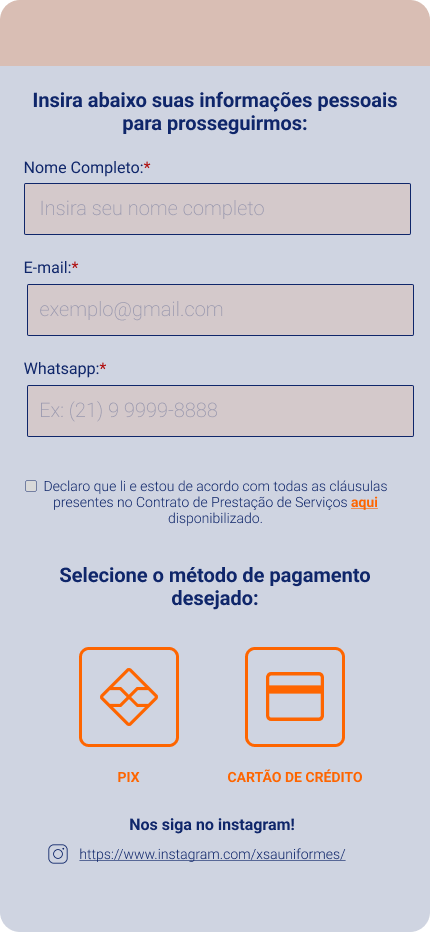 Insira abaixo suas informações pessoais
para prosseguirmos:
Nome Completo:*
Insira seu nome completo
E-mail:*
exemplo@gmail.com
Whatsapp:*
Ex: (21) 9 9999-8888
Declaro que li e estou de acordo com todas as cláusulas
presentes no Contrato de Prestação de Serviços aqui
disponibilizado.
Selecione o método de pagamento
desejado:
PIX
CARTÃO DE CRÉDITO
Nos siga no instagram!
https://www.instagram.com/xsauniformes/